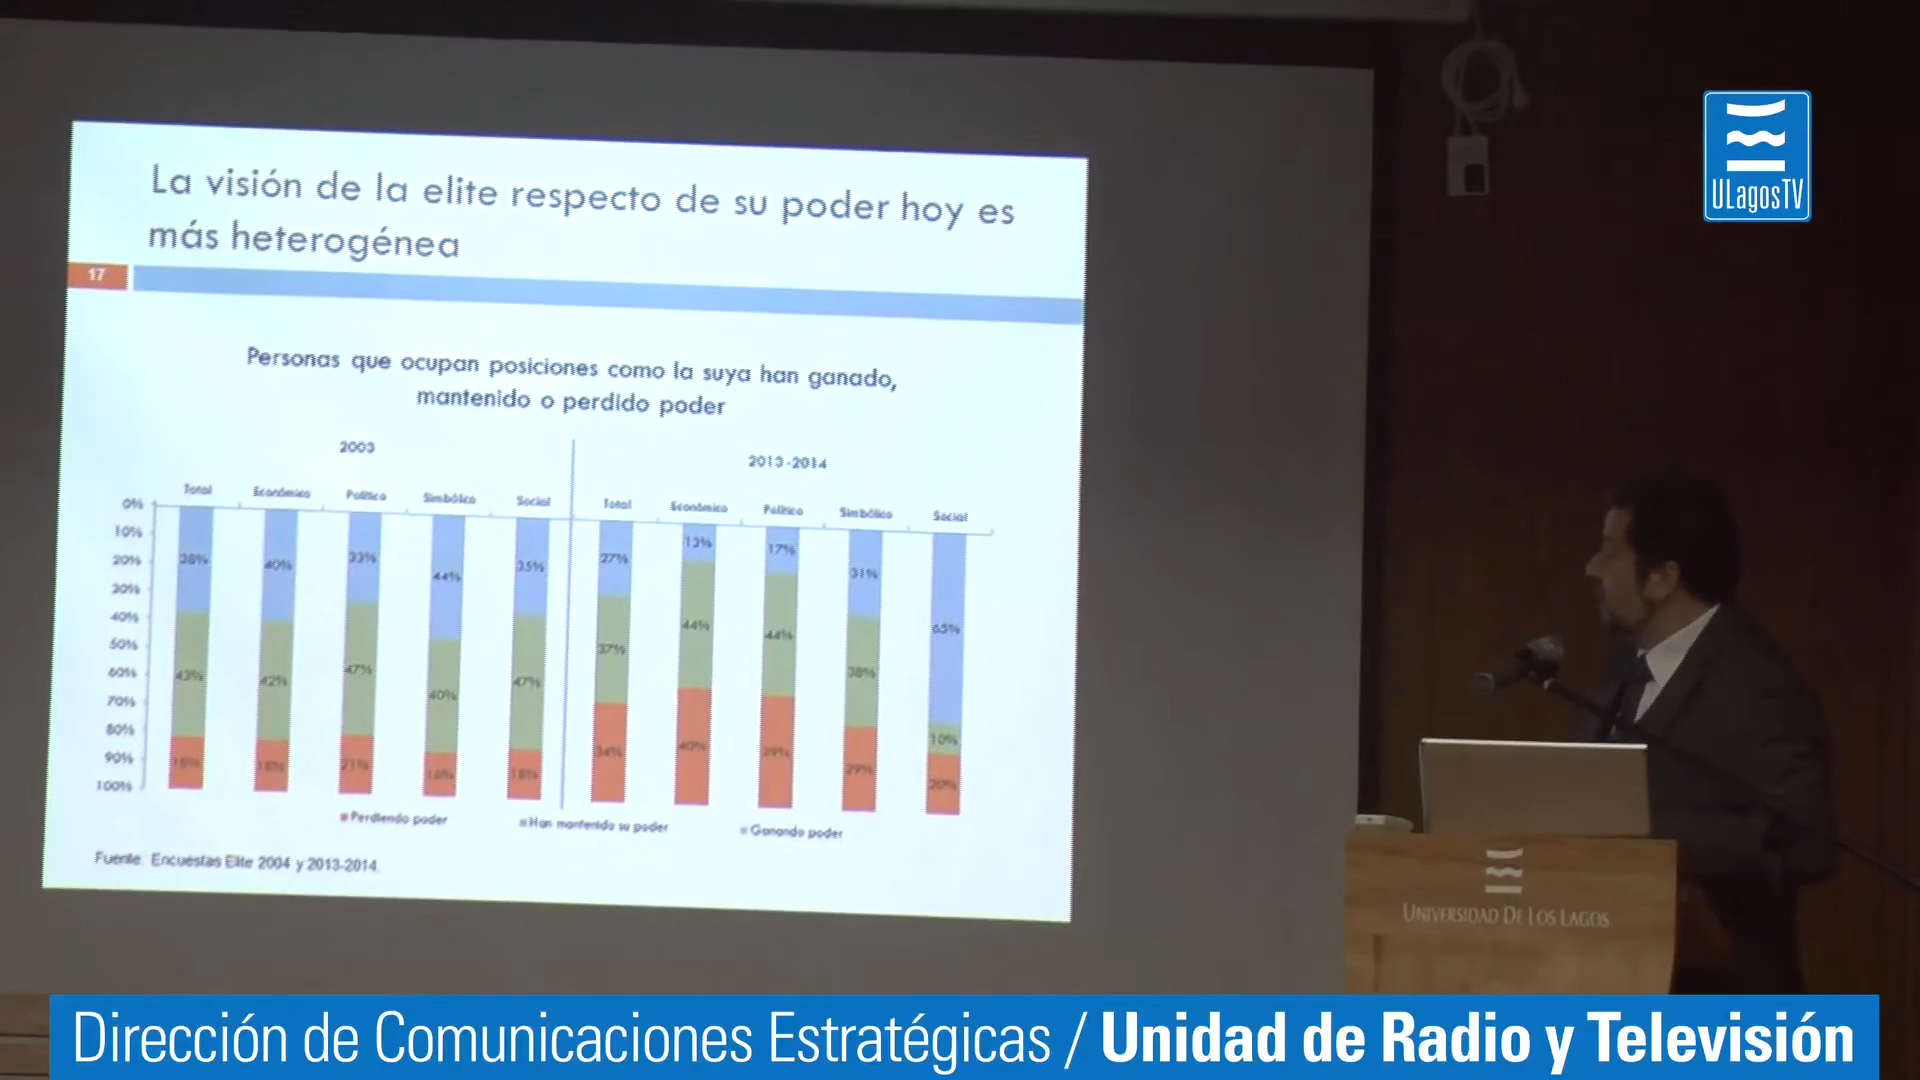 La visión de la elite respecto de su poder hoy es
más heterogénea
17
Personas que ocupan posiciones como la suya han ganado,
mantenido o perdido poder
2003
2013-2014
Total Económico Político Simbólico Social Total Económico Político Simbólico Social
0%
10%
20%
30%
40%
50%
60%
70%
80%
90%
100%
38% 40% 33% 44% 35% 27% 13% 17% 31% 65%
43% 42% 47% 40% 47% 37% 44% 44% 38% 10%
18% 18% 21% 16% 18% 34% 40% 39% 29% 20%
Perdiendo poder Han mantenido su poder Ganando poder
Fuente: Encuestas Elite 2004 y 2013-2014.
ULagosTV
UNIVERSIDAD DE LOS LAGOS
Dirección de Comunicaciones Estratégicas / Unidad de Radio y Televisión